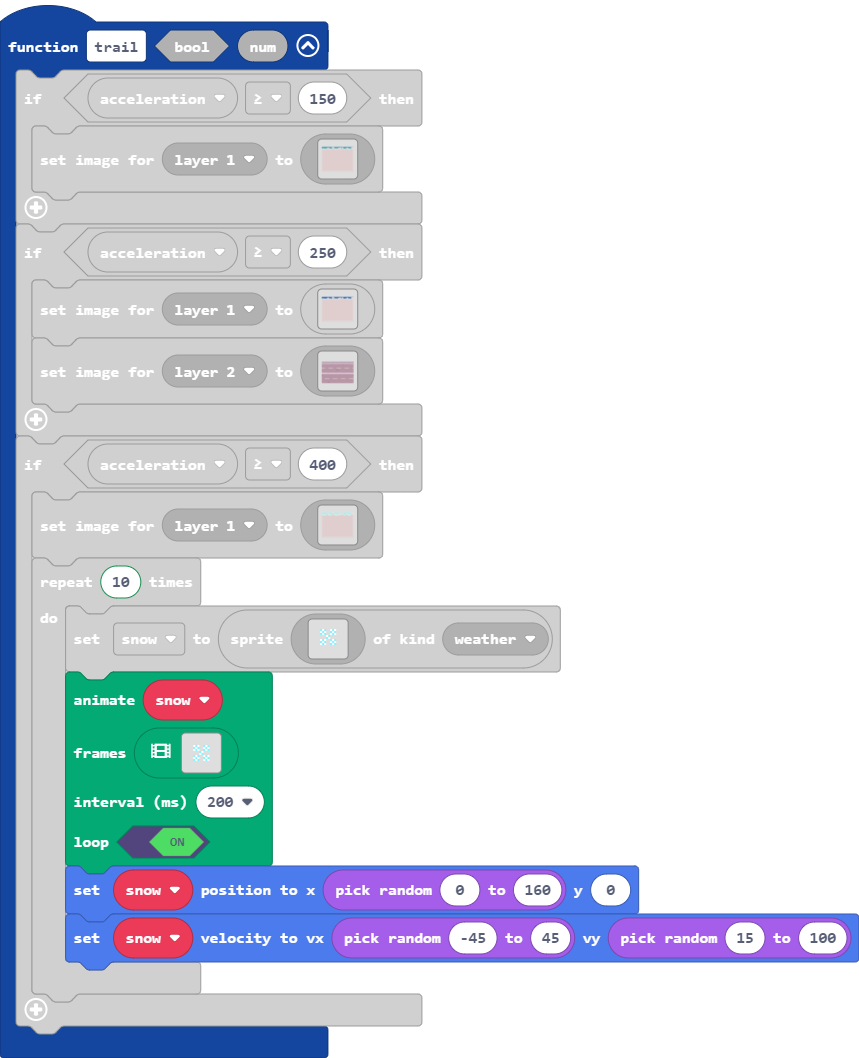 function trail bool num
if acceleration ≥ 150 then
set image for layer 1 to
if acceleration ≥ 250 then
set image for layer 1 to
set image for layer 2 to
if acceleration ≥ 400 then
set image for layer 1 to
repeat 10 times
do
set snow to sprite of kind weather
animate snow
frames
interval (ms) 200
loop ON
set snow position to x pick random 0 to 160 y 0
set snow velocity to vx pick random -45 to 45 vy pick random 15 to 100